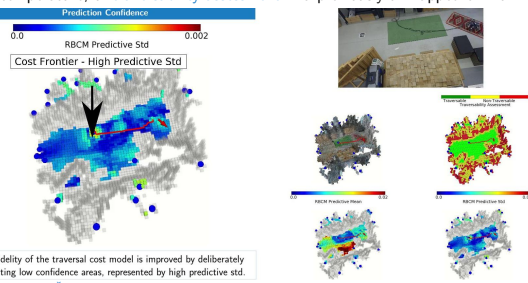 Prediction Confidence
0.0 0.002
RBCM Predictive Std
Cost Frontier - High Predictive Std
delity of the traversal cost model is improved by deliberately
ting low confidence areas, represented by high predictive std.
Traversable Non-Traversable
Traversability Assessment
0.0 0.02
RBCM Predictive Mean
0.0
RBCM Predictive Std